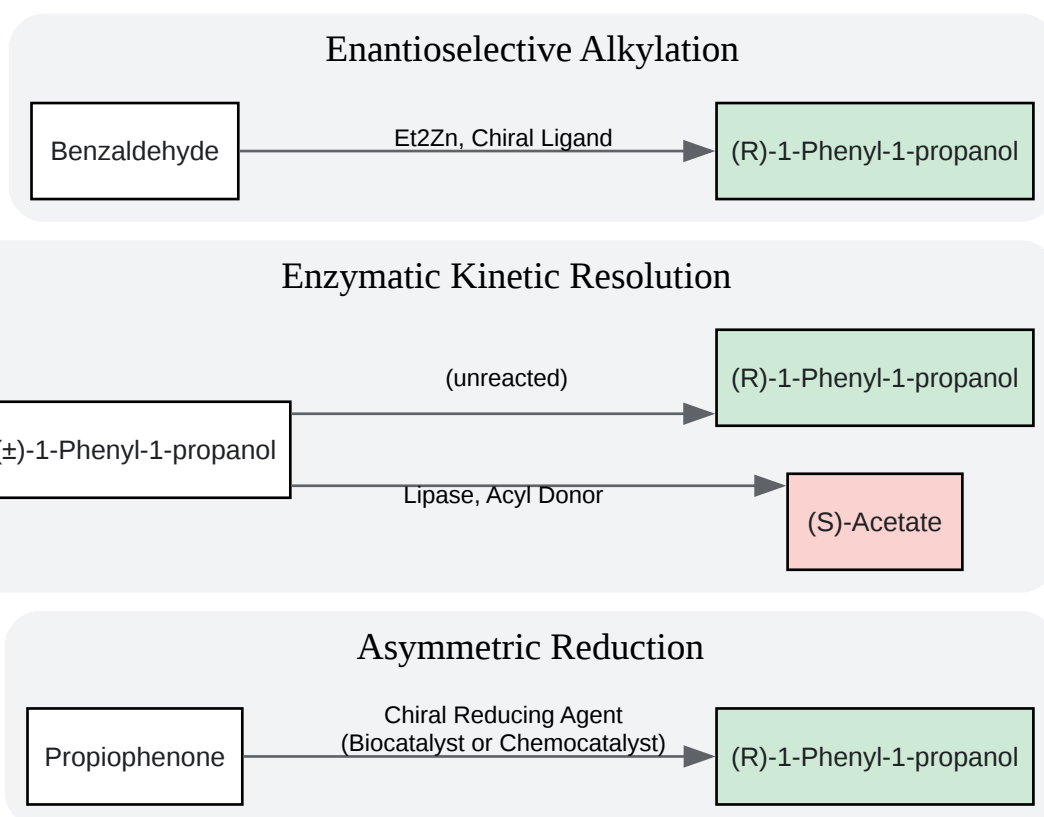 Enantioselective Alkylation
Benzaldehyde
Et2Zn, Chiral Ligand
(R)-1-Phenyl-1-propanol
Enzymatic Kinetic Resolution
(±)-1-Phenyl-1-propanol
(unreacted)
(R)-1-Phenyl-1-propanol
Lipase, Acyl Donor
(S)-Acetate
Asymmetric Reduction
Propiophenone
Chiral Reducing Agent
(Biocatalyst or Chemocatalyst)
(R)-1-Phenyl-1-propanol